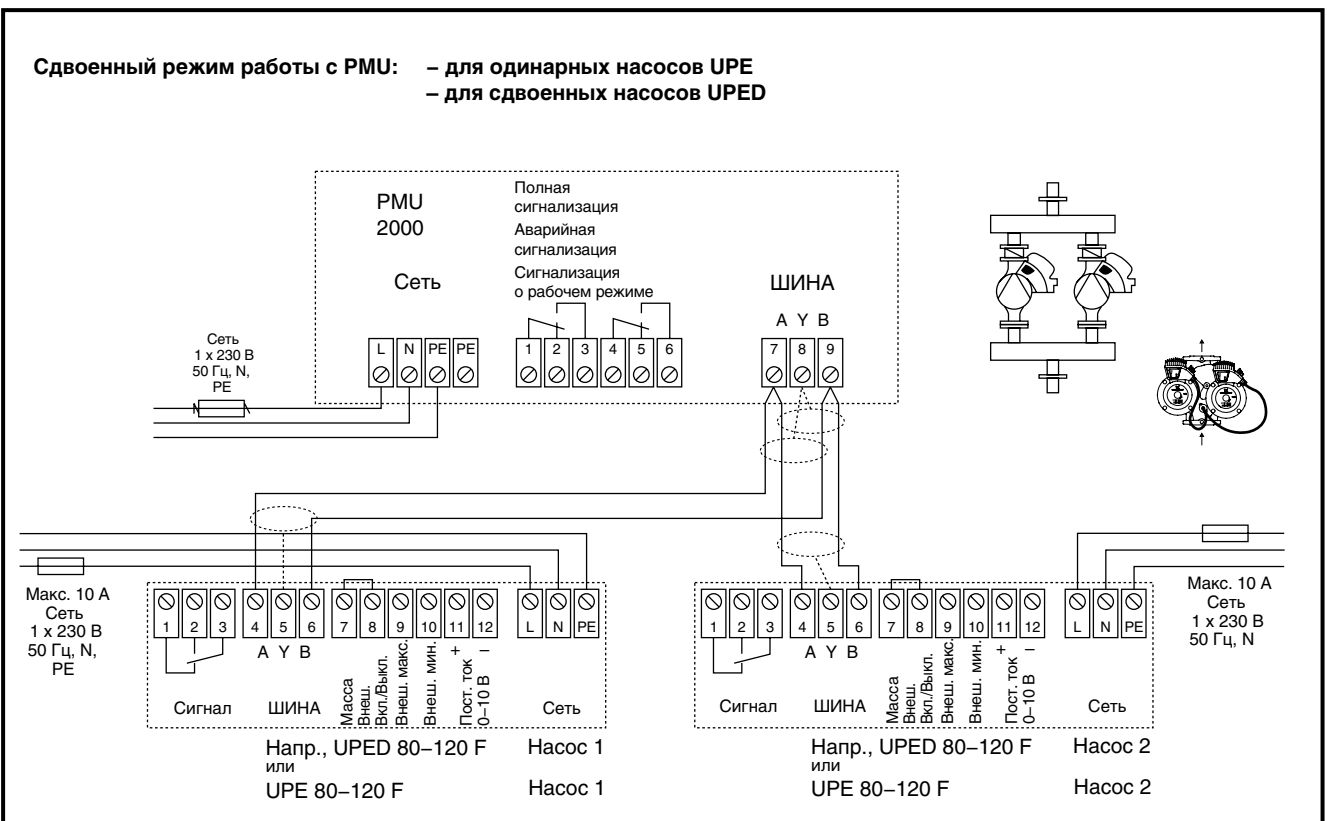 Сдвоенный режим работы с PMU: – для одинарных насосов UPE
– для сдвоенных насосов UPED
PMU
2000
Сеть
Полная
сигнализация
Аварийная
сигнализация
Сигнализация
о рабочем режиме
ШИНА
A Y B
L N PE PE
1 2 3 4 5 6
7 8 9
Сеть
1 x 230 В
50 Гц, N,
PE
Макс. 10 А
Сеть
1 x 230 В
50 Гц, N,
PE
1 2 3 4 5 6 7 8 9 10 11 12 L N PE
A Y B
+ –
Сигнал
ШИНА
Масса
Внеш.
Вкл./Выкл.
Внеш. макс.
Внеш. мин.
Пост. ток
0–10 В
Сеть
Напр., UPED 80–120 F Насос 1
или
UPE 80–120 F Насос 1
1 2 3 4 5 6 7 8 9 10 11 12 L N PE
A Y B
+ –
Сигнал
ШИНА
Масса
Внеш.
Вкл./Выкл.
Внеш. макс.
Внеш. мин.
Пост. ток
0–10 В
Сеть
Напр., UPED 80–120 F Насос 2
или
UPE 80–120 F Насос 2
Макс. 10 А
Сеть
1 x 230 В
50 Гц, N